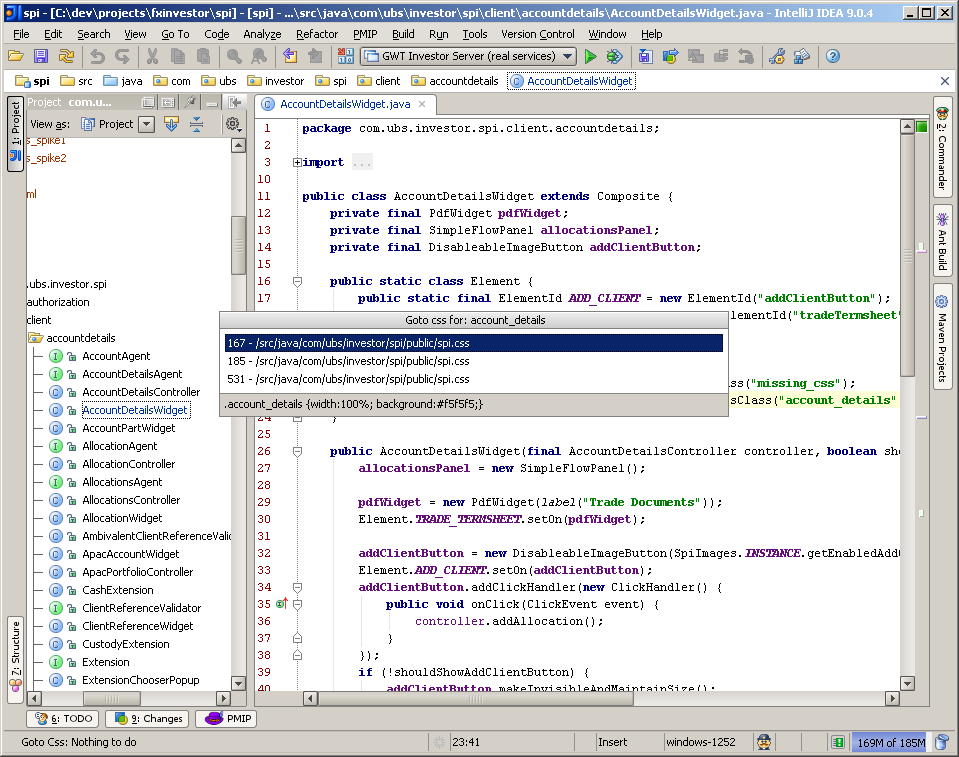 spi - [C:\dev\projects\fxinvestor\spi] - [spi] - ...\src\java\com\ubs\investor\spi\client\accountdetails\AccountDetailsWidget.java - IntelliJ IDEA 9.0.4
File Edit Search View Go To Code Analyze Refactor PMIP Build Run Tools Version Control Window Help
GWT Investor Server (real services)
spi src java com ubs investor spi client accountdetails AccountDetailsWidget
1: Project
Project com.u...
View as: Project
s_spike1
s_spike2
ml
.ubs.investor.spi
authorization
client
accountdetails
AccountAgent
AccountDetailsAgent
AccountDetailsController
AccountDetailsWidget
AccountPartWidget
AllocationAgent
AllocationController
AllocationsAgent
AllocationsController
AllocationWidget
AmbivalentClientReferenceValid
ApacAccountWidget
ApacPortfolioController
CashExtension
ClientReferenceValidator
ClientReferenceWidget
CustodyExtension
Extension
ExtensionChooserPopup
7: Structure
AccountDetailsWidget.java
1 package com.ubs.investor.spi.client.accountdetails;
2
3 import ...
10
11 public class AccountDetailsWidget extends Composite {
12 private final PdfWidget pdfWidget;
13 private final SimpleFlowPanel allocationsPanel;
14 private final DisableableImageButton addClientButton;
15
16 public static class Element {
17 public static final ElementId ADD_CLIENT = new ElementId("addClientButton");
lementId("tradeTermsheet"
Goto css for: account_details
167 - /src/java/com/ubs/investor/spi/public/spi.css
185 - /src/java/com/ubs/investor/spi/public/spi.css
531 - /src/java/com/ubs/investor/spi/public/spi.css
.account_details {width:100%; background:#f5f5f5;}
ss("missing_css");
sClass("account_details"
24 }
25
26 public AccountDetailsWidget(final AccountDetailsController controller, boolean sho
27 allocationsPanel = new SimpleFlowPanel();
28
29 pdfWidget = new PdfWidget(label("Trade Documents"));
30 Element.TRADE_TERMSHEET.setOn(pdfWidget);
31
32 addClientButton = new DisableableImageButton(SpiImages.INSTANCE.getEnabledAdd
33 Element.ADD_CLIENT.setOn(addClientButton);
34 addClientButton.addClickHandler(new ClickHandler() {
35 public void onClick(ClickEvent event) {
36 controller.addAllocation();
37 }
38 });
39 if (!shouldShowAddClientButton) {
40 addClientButton.makeInvisibleAndMaintainSize();
2: Commander
Ant Build
Maven Projects
6: TODO 9: Changes PMIP
Goto Css: Nothing to do 23:41 Insert windows-1252 169M of 185M